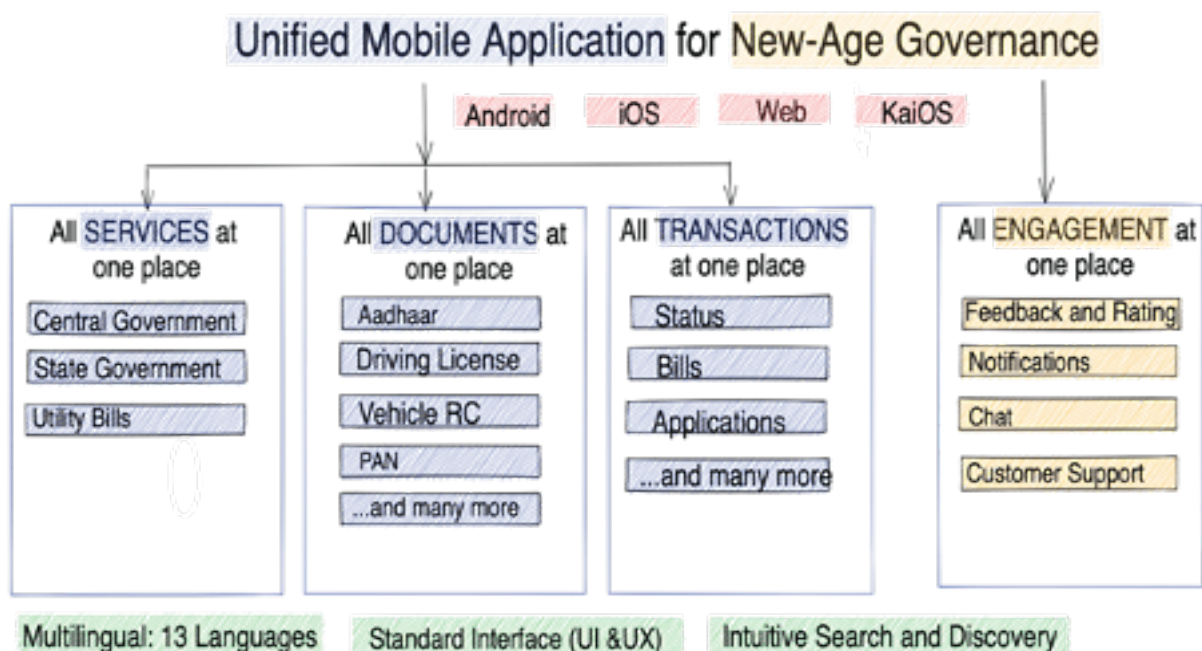 Unified Mobile Application for New-Age Governance
Android
iOS
Web
KaiOS
All SERVICES at
one place
Central Government
State Government
Utility Bills
All DOCUMENTS at
one place
Aadhaar
Driving License
Vehicle RC
PAN
...and many more
All TRANSACTIONS
at one place
Status
Bills
Applications
...and many more
All ENGAGEMENT at
one place
Feedback and Rating
Notifications
Chat
Customer Support
Multilingual: 13 Languages
Standard Interface (UI &UX)
Intuitive Search and Discovery